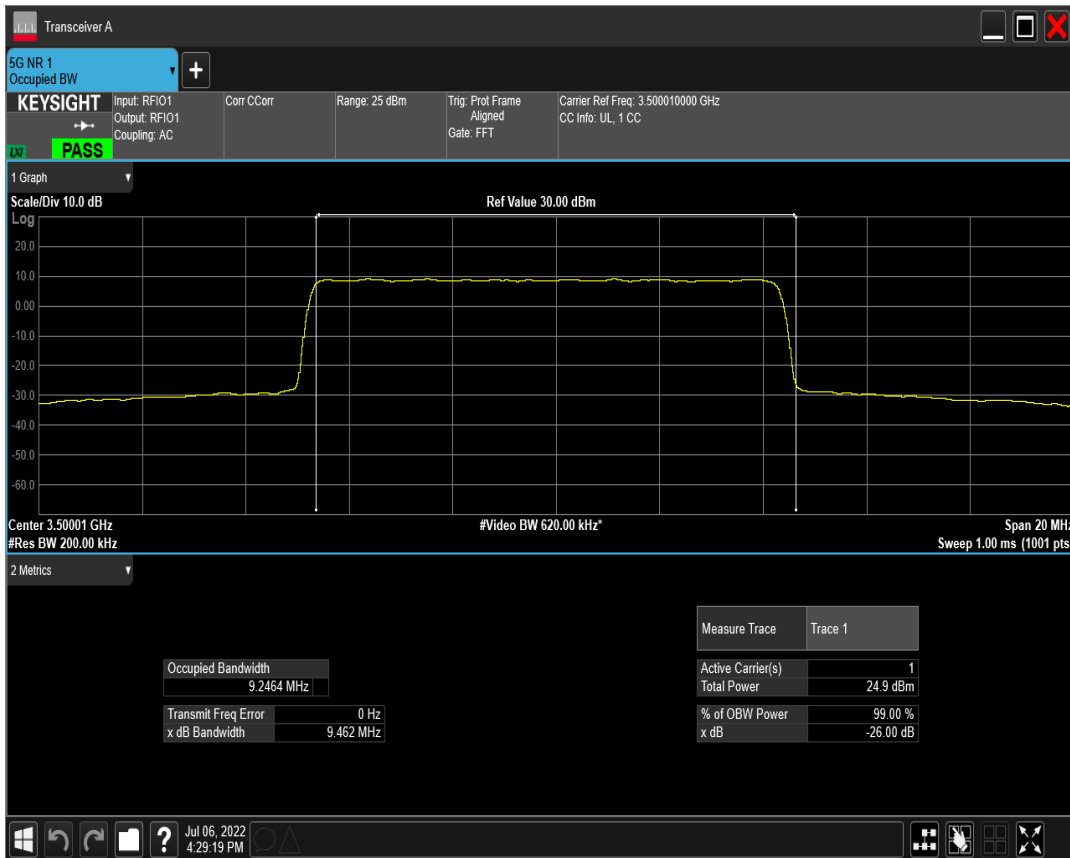 Transceiver A
5G NR 1
Occupied BW
KEYSIGHT
LXI
PASS
Input: RFIO1
Output: RFIO1
Coupling: AC
Corr CCorr
Range: 25 dBm
Trig: Prot Frame
Aligned
Gate: FFT
Carrier Ref Freq: 3.500010000 GHz
CC Info: UL, 1 CC
1 Graph
Scale/Div 10.0 dB
Ref Value 30.00 dBm
Log
20.0
10.0
0.00
-10.0
-20.0
-30.0
-40.0
-50.0
-60.0
Center 3.50001 GHz
#Video BW 620.00 kHz*
Span 20 MHz
#Res BW 200.00 kHz
Sweep 1.00 ms (1001 pts
2 Metrics
Measure Trace Trace 1
Occupied Bandwidth
9.2464 MHz
Active Carrier(s) 1
Total Power 24.9 dBm
Transmit Freq Error 0 Hz
x dB Bandwidth 9.462 MHz
% of OBW Power 99.00 %
x dB -26.00 dB
?
Jul 06, 2022
4:29:19 PM